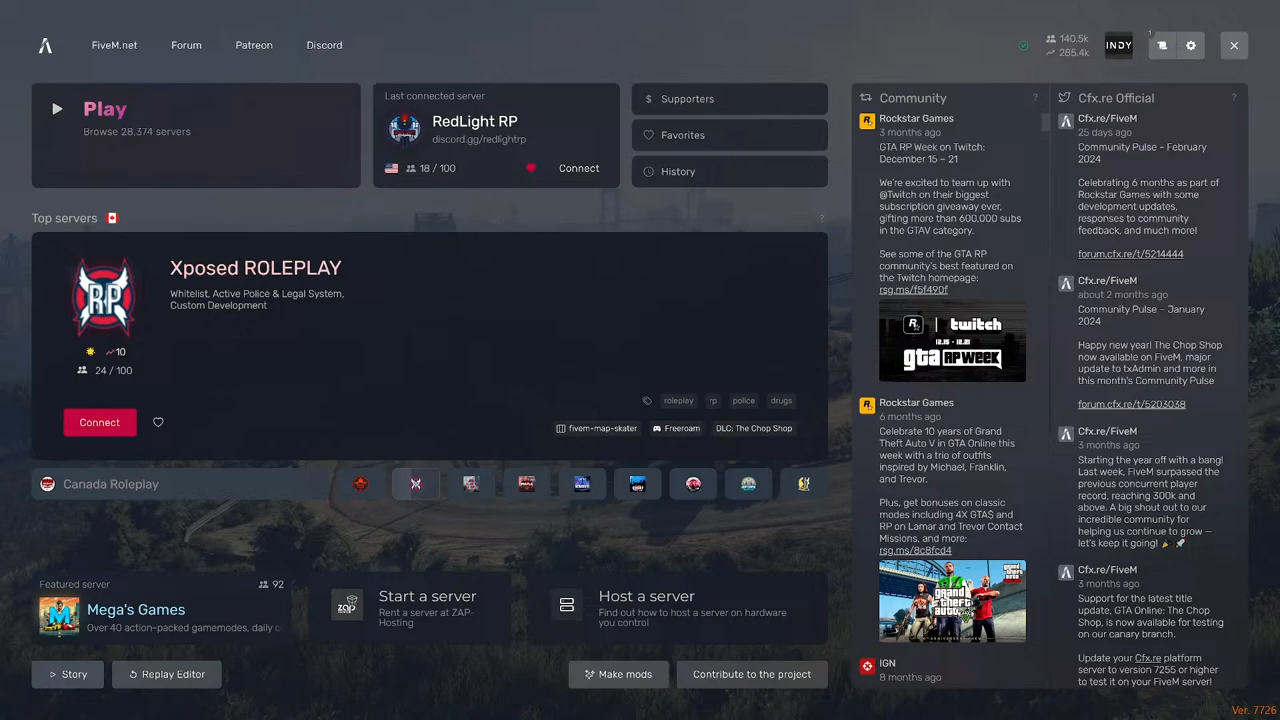 FiveM.net
Forum
Patreon
Discord
140.5k
285.4k
INDY
1
Play
Browse 28,374 servers
Last connected server
RedLight RP
discord.gg/redlightrp
18 / 100
Connect
$ Supporters
Favorites
History
Top servers
?
Xposed ROLEPLAY
Whitelist, Active Police & Legal System,
Custom Development
RP
10
24 / 100
Connect
roleplay
rp
police
drugs
fivem-map-skater
Freeroam
DLC: The Chop Shop
Canada Roleplay
Featured server
92
Mega's Games
Over 40 action-packed gamemodes, daily c
ZAP
Start a server
Rent a server at ZAP-
Hosting
Host a server
Find out how to host a server on hardware
you control
Story
Replay Editor
Make mods
Contribute to the project
Community
?
Rockstar Games
3 months ago
GTA RP Week on Twitch:
December 15 – 21
We're excited to team up with
@Twitch on their biggest
subscription giveaway ever,
gifting more than 600,000 subs
in the GTAV category.
See some of the GTA RP
community's best featured on
the Twitch homepage:
rsg.ms/f5f490f
R | twitch
12.15 - 12.21
gta RP WEEK
Rockstar Games
6 months ago
Celebrate 10 years of Grand
Theft Auto V in GTA Online this
week with a trio of outfits
inspired by Michael, Franklin,
and Trevor.
Plus, get bonuses on classic
modes including 4X GTA$ and
RP on Lamar and Trevor Contact
Missions, and more:
rsg.ms/8c8fcd4
grand
theft
auto
IGN
8 months ago
Cfx.re Official
?
Cfx.re/FiveM
25 days ago
Community Pulse – February
2024
Celebrating 6 months as part of
Rockstar Games with some
development updates,
responses to community
feedback, and much more!
forum.cfx.re/t/5214444
Cfx.re/FiveM
about 2 months ago
Community Pulse – January
2024
Happy new year! The Chop Shop
now available on FiveM, major
update to txAdmin and more in
this month's Community Pulse
forum.cfx.re/t/5203038
Cfx.re/FiveM
3 months ago
Starting the year off with a bang!
Last week, FiveM surpassed the
previous concurrent player
record, reaching 300k and
above. A big shout out to our
incredible community for
helping us continue to grow —
let's keep it going!
Cfx.re/FiveM
3 months ago
Support for the latest title
update, GTA Online: The Chop
Shop, is now available for testing
on our canary branch.
Update your Cfx.re platform
server to version 7255 or higher
to test it on your FiveM server!
Ver. 7726